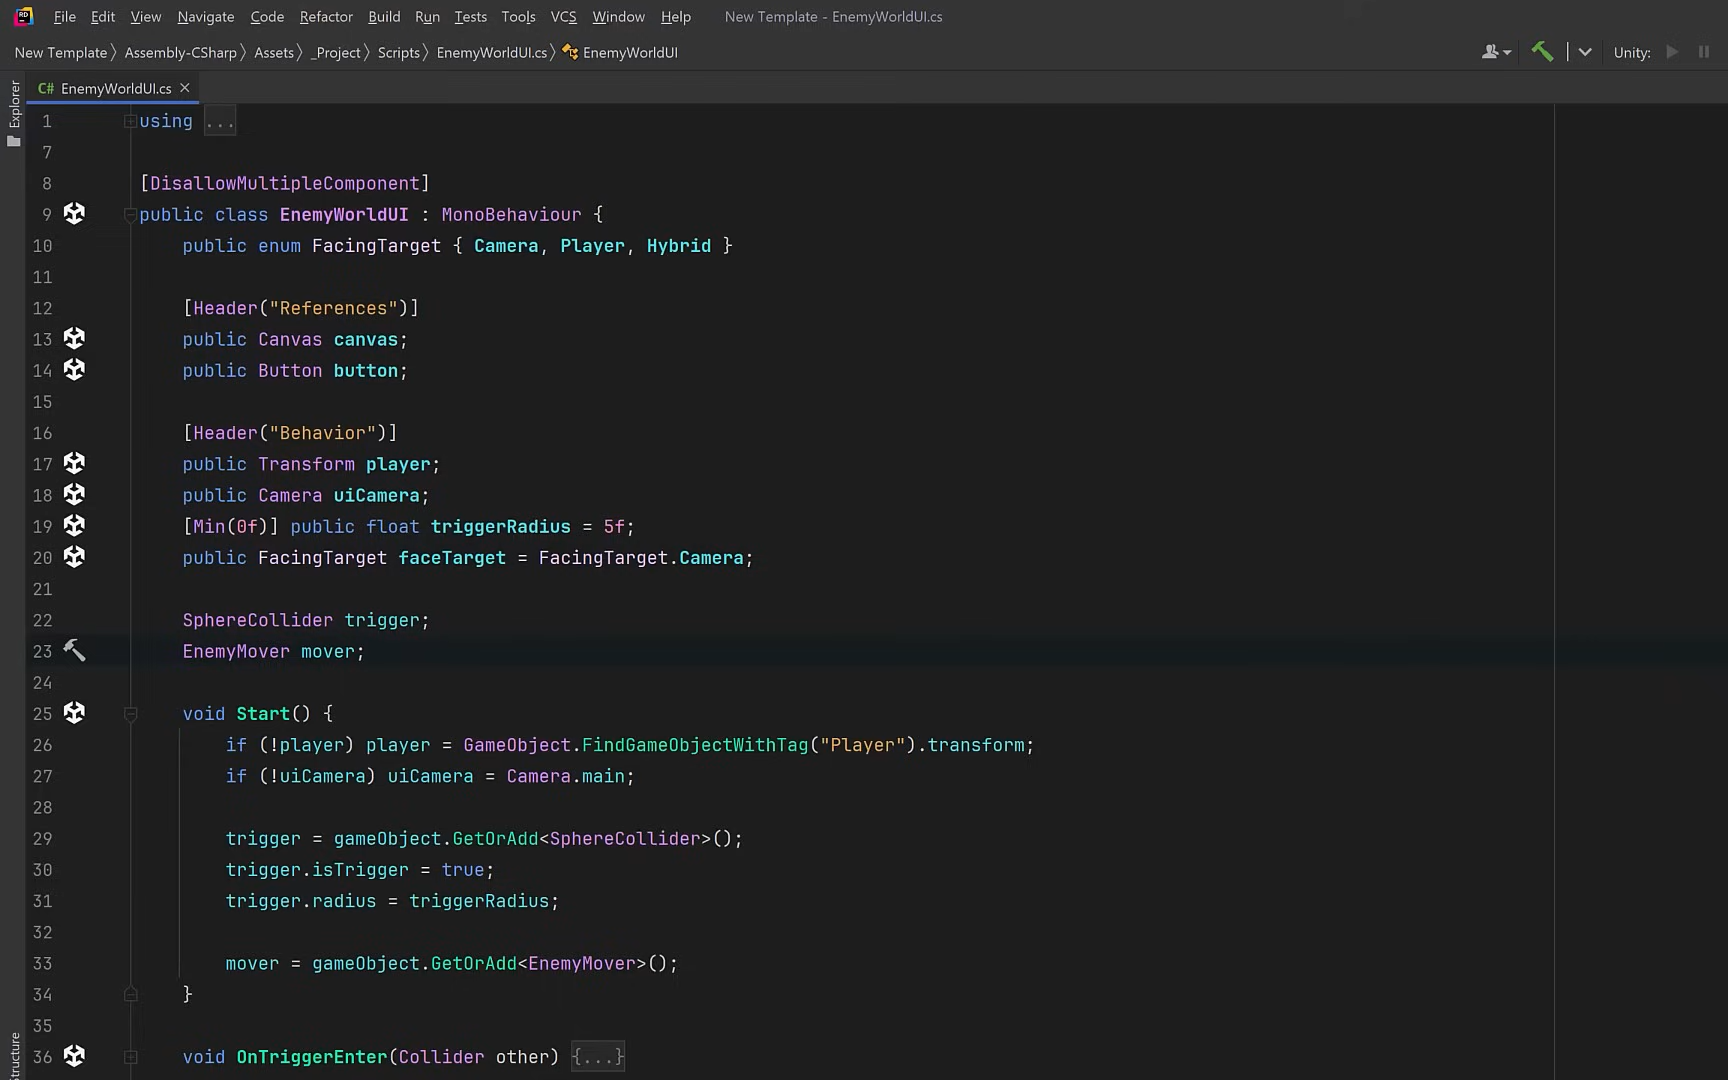 File Edit View Navigate Code Refactor Build Run Tests Tools VCS Window Help New Template - EnemyWorldUI.cs
New Template Assembly-CSharp Assets _Project Scripts EnemyWorldUI.cs EnemyWorldUI Unity:
C# EnemyWorldUI.cs
Explorer
1 using ...
7
8 [DisallowMultipleComponent]
9 public class EnemyWorldUI : MonoBehaviour {
10 public enum FacingTarget { Camera, Player, Hybrid }
11
12 [Header("References")]
13 public Canvas canvas;
14 public Button button;
15
16 [Header("Behavior")]
17 public Transform player;
18 public Camera uiCamera;
19 [Min(0f)] public float triggerRadius = 5f;
20 public FacingTarget faceTarget = FacingTarget.Camera;
21
22 SphereCollider trigger;
23 EnemyMover mover;
24
25 void Start() {
26 if (!player) player = GameObject.FindGameObjectWithTag("Player").transform;
27 if (!uiCamera) uiCamera = Camera.main;
28
29 trigger = gameObject.GetOrAdd<SphereCollider>();
30 trigger.isTrigger = true;
31 trigger.radius = triggerRadius;
32
33 mover = gameObject.GetOrAdd<EnemyMover>();
34 }
35
36 void OnTriggerEnter(Collider other) {...}
Structure